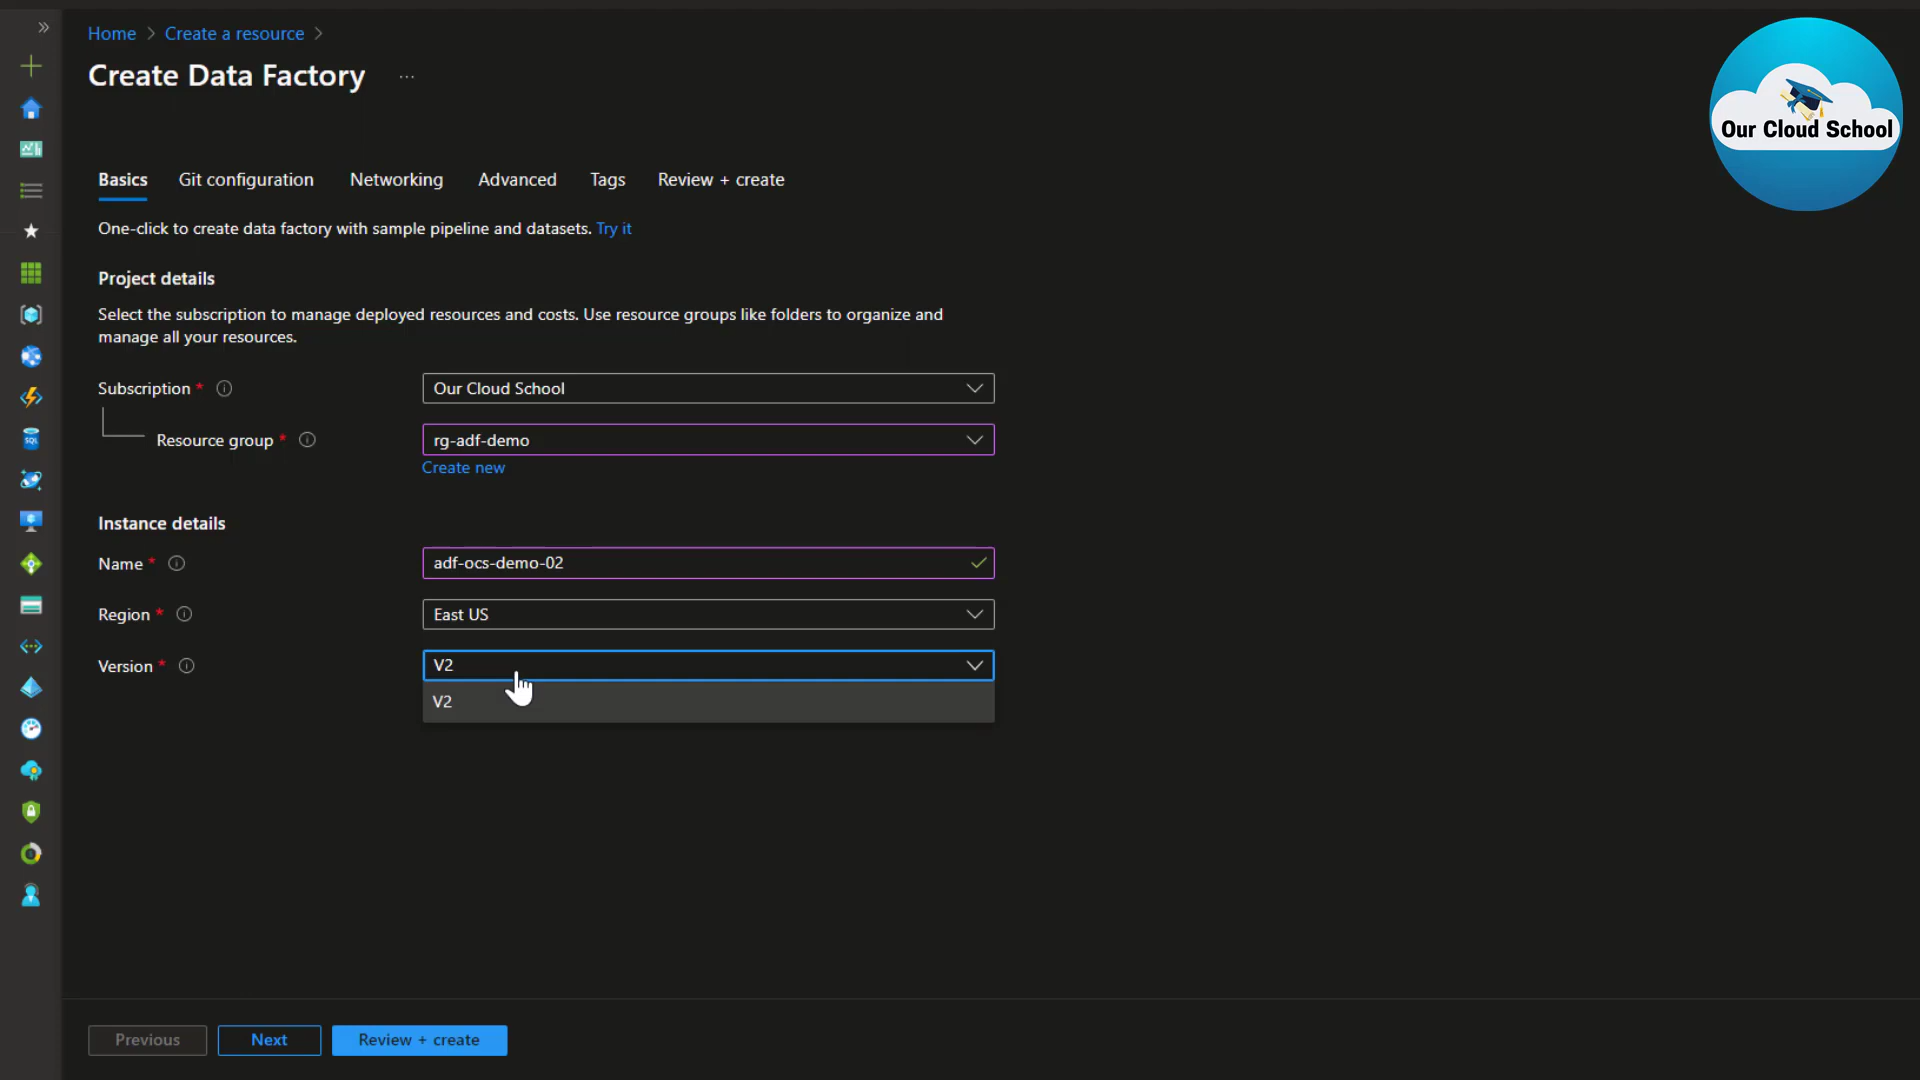 Home > Create a resource >
Create Data Factory ...
Our Cloud School
Basics Git configuration Networking Advanced Tags Review + create
One-click to create data factory with sample pipeline and datasets. Try it
Project details
Select the subscription to manage deployed resources and costs. Use resource groups like folders to organize and
manage all your resources.
Subscription * Our Cloud School
Resource group * rg-adf-demo
Create new
Instance details
Name * adf-ocs-demo-02
Region * East US
Version * V2
V2
Previous Next Review + create